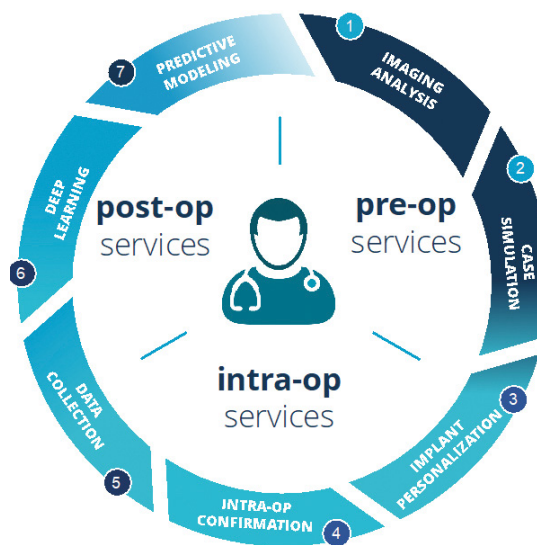 1
IMAGING
ANALYSIS
2
CASE
SIMULATION
3
IMPLANT
PERSONALIZATION
4
INTRA-OP
CONFIRMATION
5
DATA
COLLECTION
6
DEEP
LEARNING
7
PREDICTIVE
MODELING
pre-op
services
intra-op
services
post-op
services